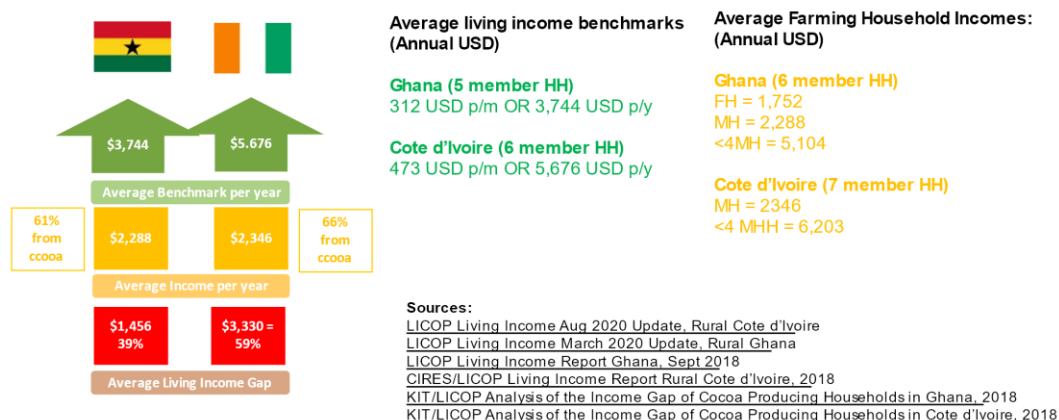 $3,744
$5.676
Average Benchmark per year
61%
from
ccooa
$2,288
$2,346
66%
from
ccooa
Average Income per year
$1,456
39%
$3,330 =
59%
Average Living Income Gap
Average living income benchmarks
(Annual USD)
Ghana (5 member HH)
312 USD p/m OR 3,744 USD p/y
Cote d'Ivoire (6 member HH)
473 USD p/m OR 5,676 USD p/y
Average Farming Household Incomes:
(Annual USD)
Ghana (6 member HH)
FH = 1,752
MH = 2,288
<4MH = 5,104
Cote d'Ivoire (7 member HH)
MH = 2346
<4 MHH = 6,203
Sources:
LICOP Living Income Aug 2020 Update, Rural Cote d'Ivoire
LICOP Living Income March 2020 Update, Rural Ghana
LICOP Living Income Report Ghana, Sept 2018
CIRES/LICOP Living Income Report Rural Cote d'Ivoire, 2018
KIT/LICOP Analysis of the Income Gap of Cocoa Producing Households in Ghana, 2018
KIT/LICOP Analysis of the Income Gap of Cocoa Producing Households in Cote d'Ivoire, 2018